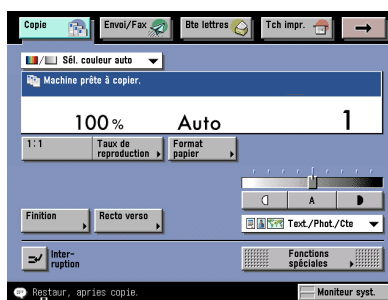 Copie Envoi/Fax Bte lettres Tch impr.
Sél. couleur auto
Machine prête à copier.
100 % Auto 1
1:1 Taux de reproduction Format papier
A
Finition Recto verso Text./Phot./Cte
Inter-
ruption
Fonctions
spéciales
Restaur, apries copie. Moniteur syst.